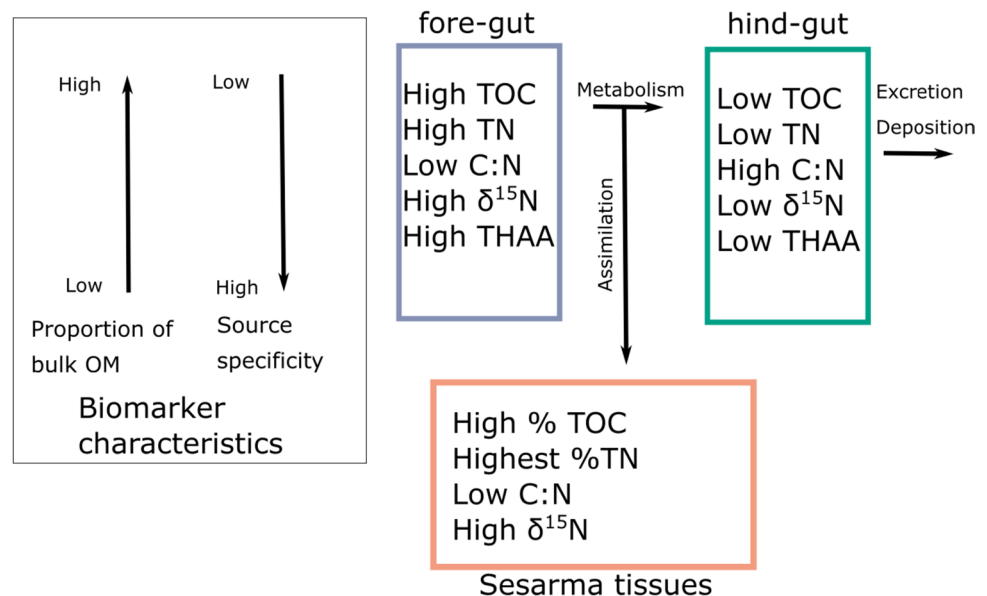 High
Low
Low
High
Proportion of
bulk OM
Source
specificity
Biomarker
characteristics
fore-gut
High TOC
High TN
Low C:N
High δ¹⁵N
High THAA
Metabolism
Assimilation
hind-gut
Low TOC
Low TN
High C:N
Low δ¹⁵N
Low THAA
Excretion
Deposition
High % TOC
Highest %TN
Low C:N
High δ¹⁵N
Sesarma tissues